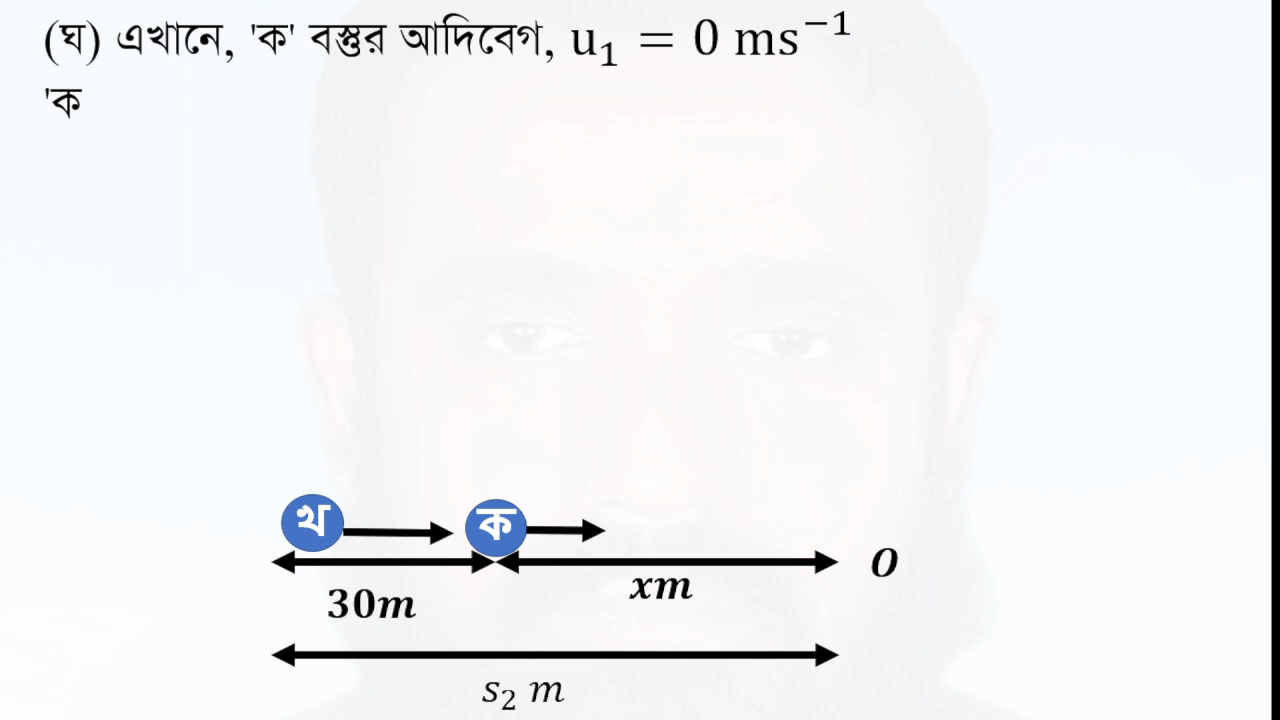 (ঘ) এখানে, 'ক' বস্তুর আদিবেগ, u₁ = 0 ms⁻¹
'ক
খ ক
O
30m xm
s₂ m